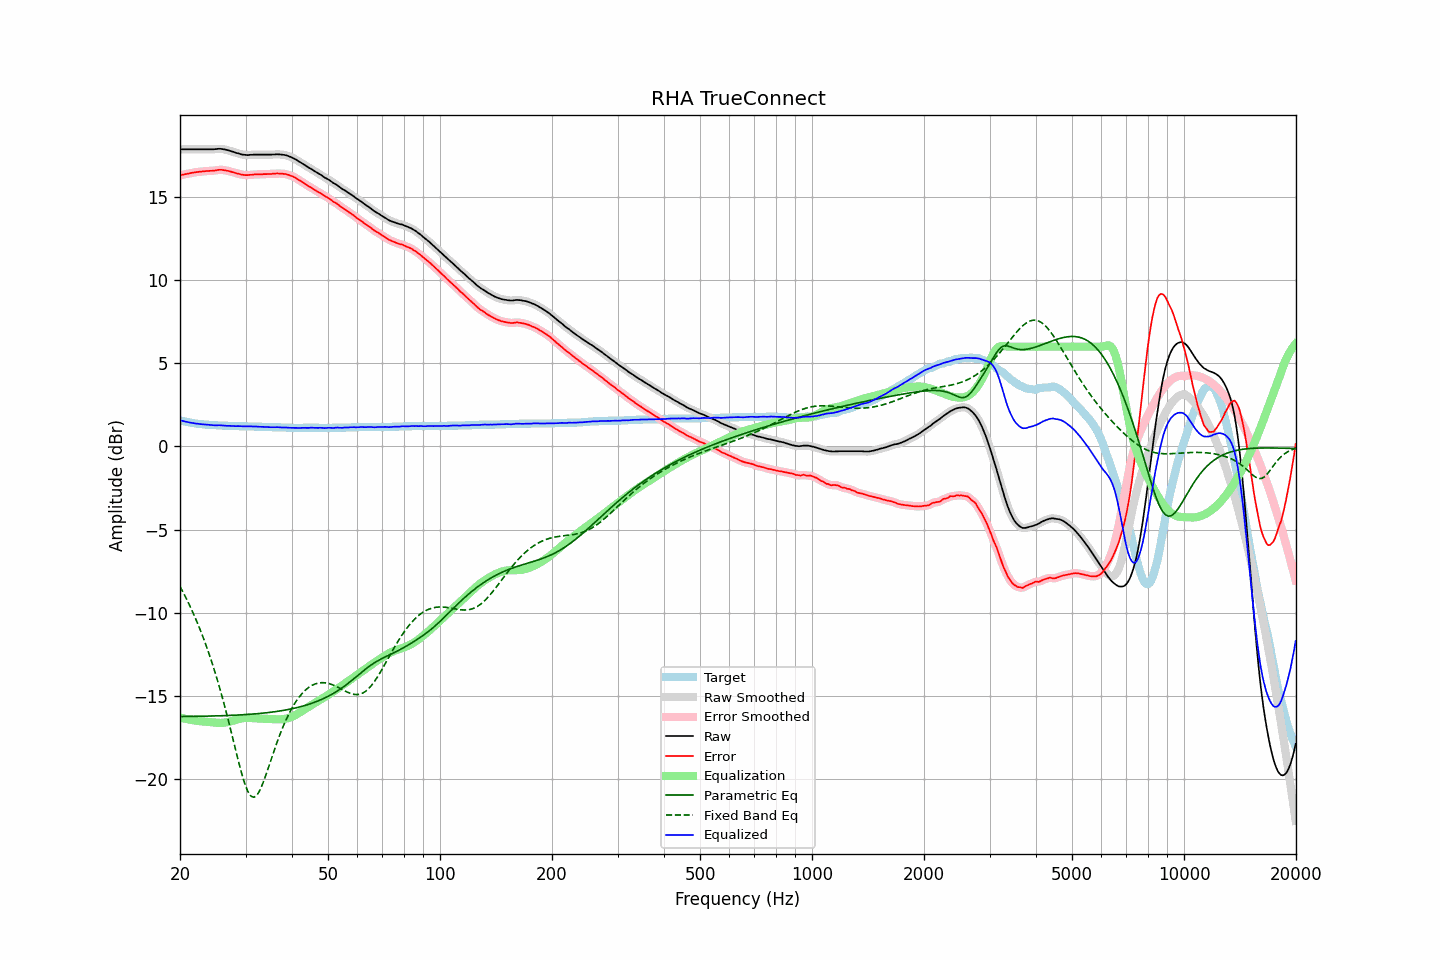 RHA TrueConnect
Amplitude (dBr)
15
10
5
0
−5
−10
−15
−20
Target
Raw Smoothed
Error Smoothed
Raw
Error
Equalization
Parametric Eq
Fixed Band Eq
Equalized
20 50 100 200 500 1000 2000 5000 10000 20000
Frequency (Hz)